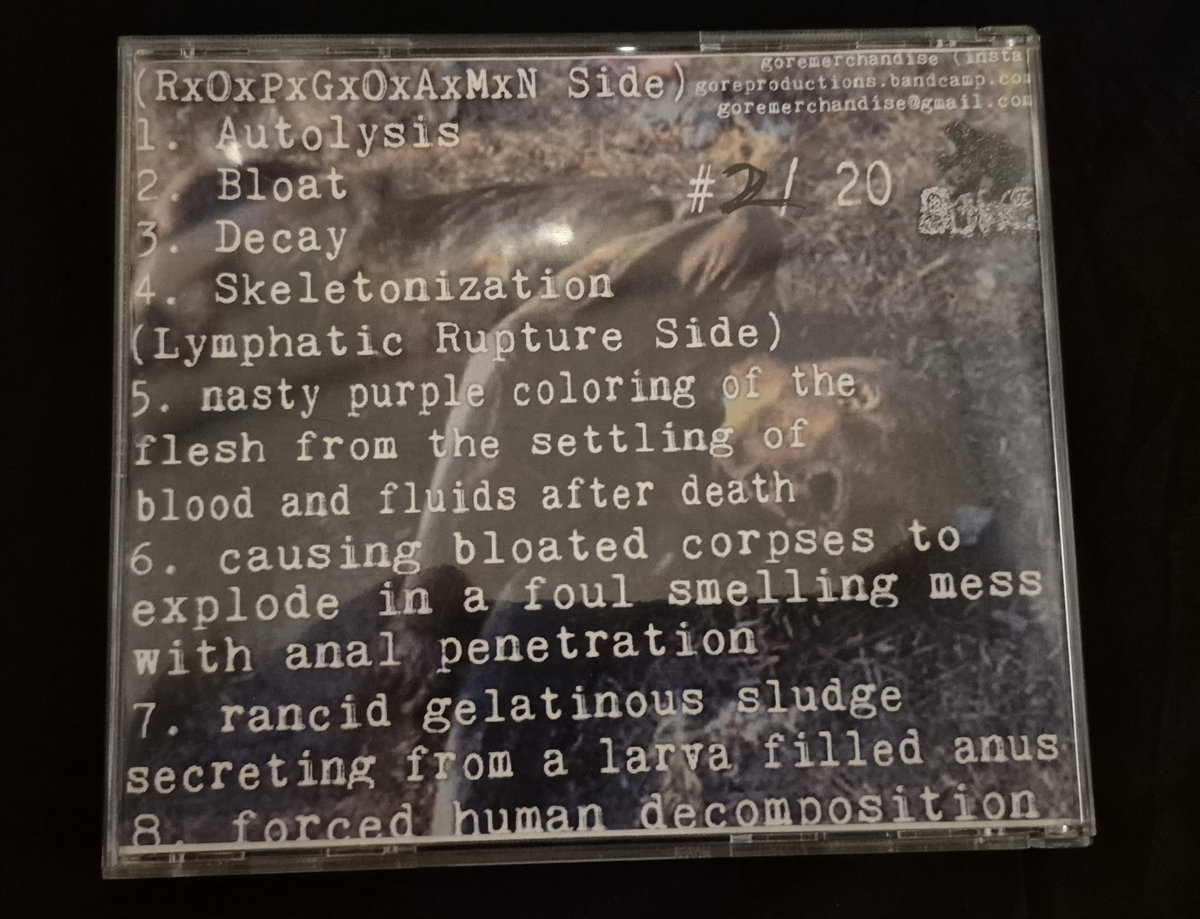 (RxOxPxGxOxAxMxN Side)
goremerchandise (insta
goreproductions.bandcamp.com
goremerchandise@gmail.com
1. Autolysis
2. Bloat
#2/ 20
3. Decay
4. Skeletonization
(Lymphatic Rupture Side)
5. nasty purple coloring of the
flesh from the settling of
blood and fluids after death
6. causing bloated corpses to
explode in a foul smelling mess
with anal penetration
7. rancid gelatinous sludge
secreting from a larva filled anus
8. forced human decomposition